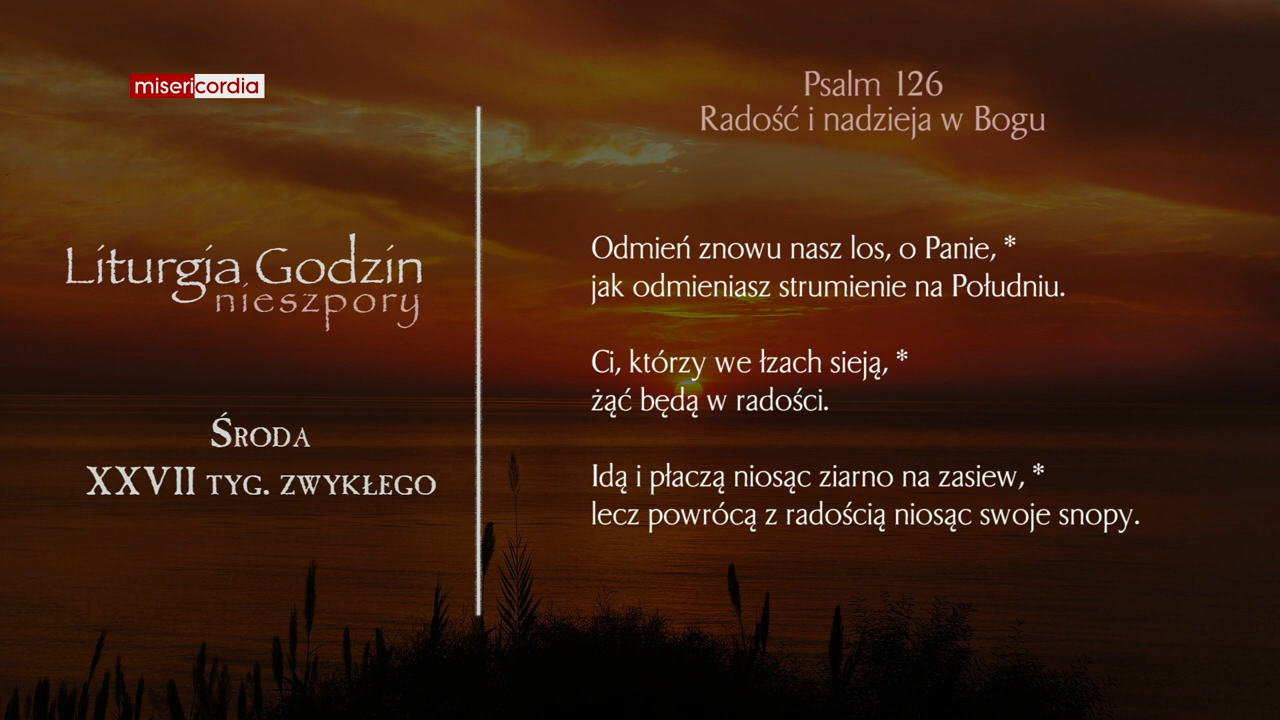 misericordia
Liturgia Godzin
nieszpory
Środa
XXVII tyg. zwykłego
Psalm 126
Radość i nadzieja w Bogu
Odmień znowu nasz los, o Panie, *
jak odmieniasz strumienie na Południu.
Ci, którzy we łzach sieją, *
żąć będą w radości.
Idą i płaczą niosąc ziarno na zasiew, *
lecz powrócą z radością niosąc swoje snopy.